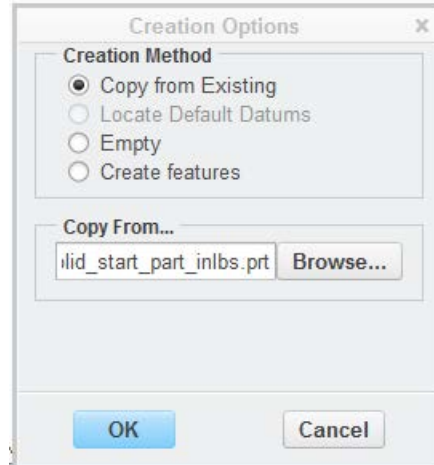 Creation Options
Creation Method
Copy from Existing
Locate Default Datums
Empty
Create features
Copy From...
lid_start_part_inlbs.prt Browse...
OK Cancel